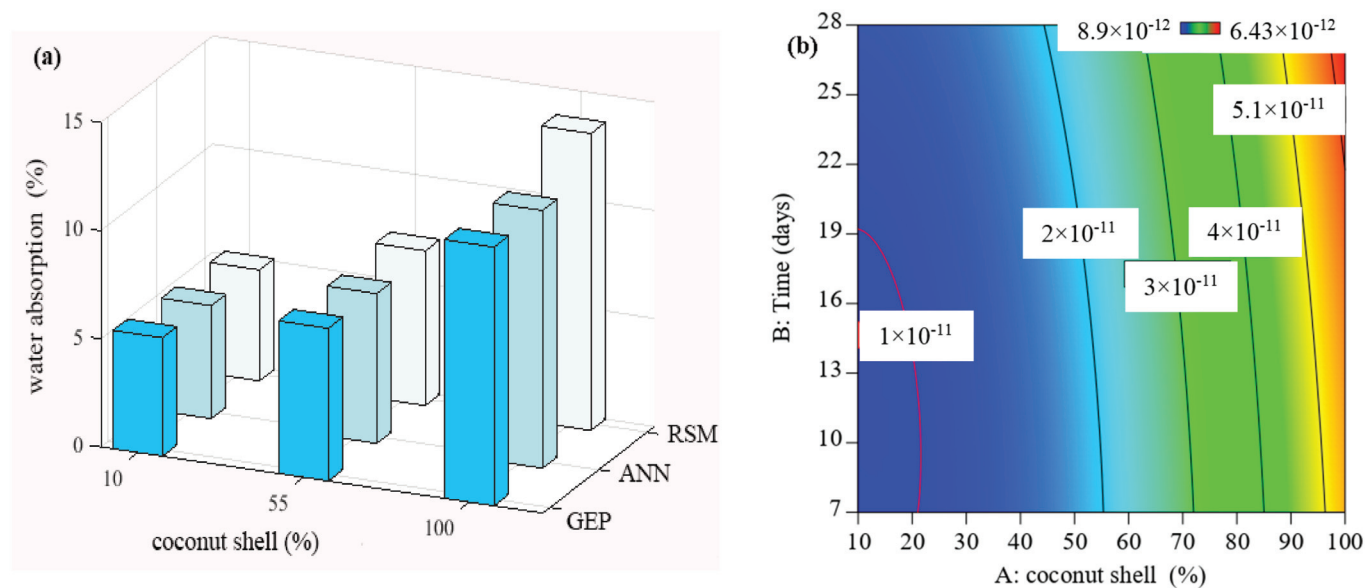 (a)
15
10
5
0
water absorption (%)
10
55
100
coconut shell (%)
RSM
ANN
GEP
(b)
8.9×10⁻¹² 6.43×10⁻¹²
28
25
22
19
16
13
10
7
B: Time (days)
5.1×10⁻¹¹
2×10⁻¹¹
4×10⁻¹¹
3×10⁻¹¹
1×10⁻¹¹
10 20 30 40 50 60 70 80 90 100
A: coconut shell (%)